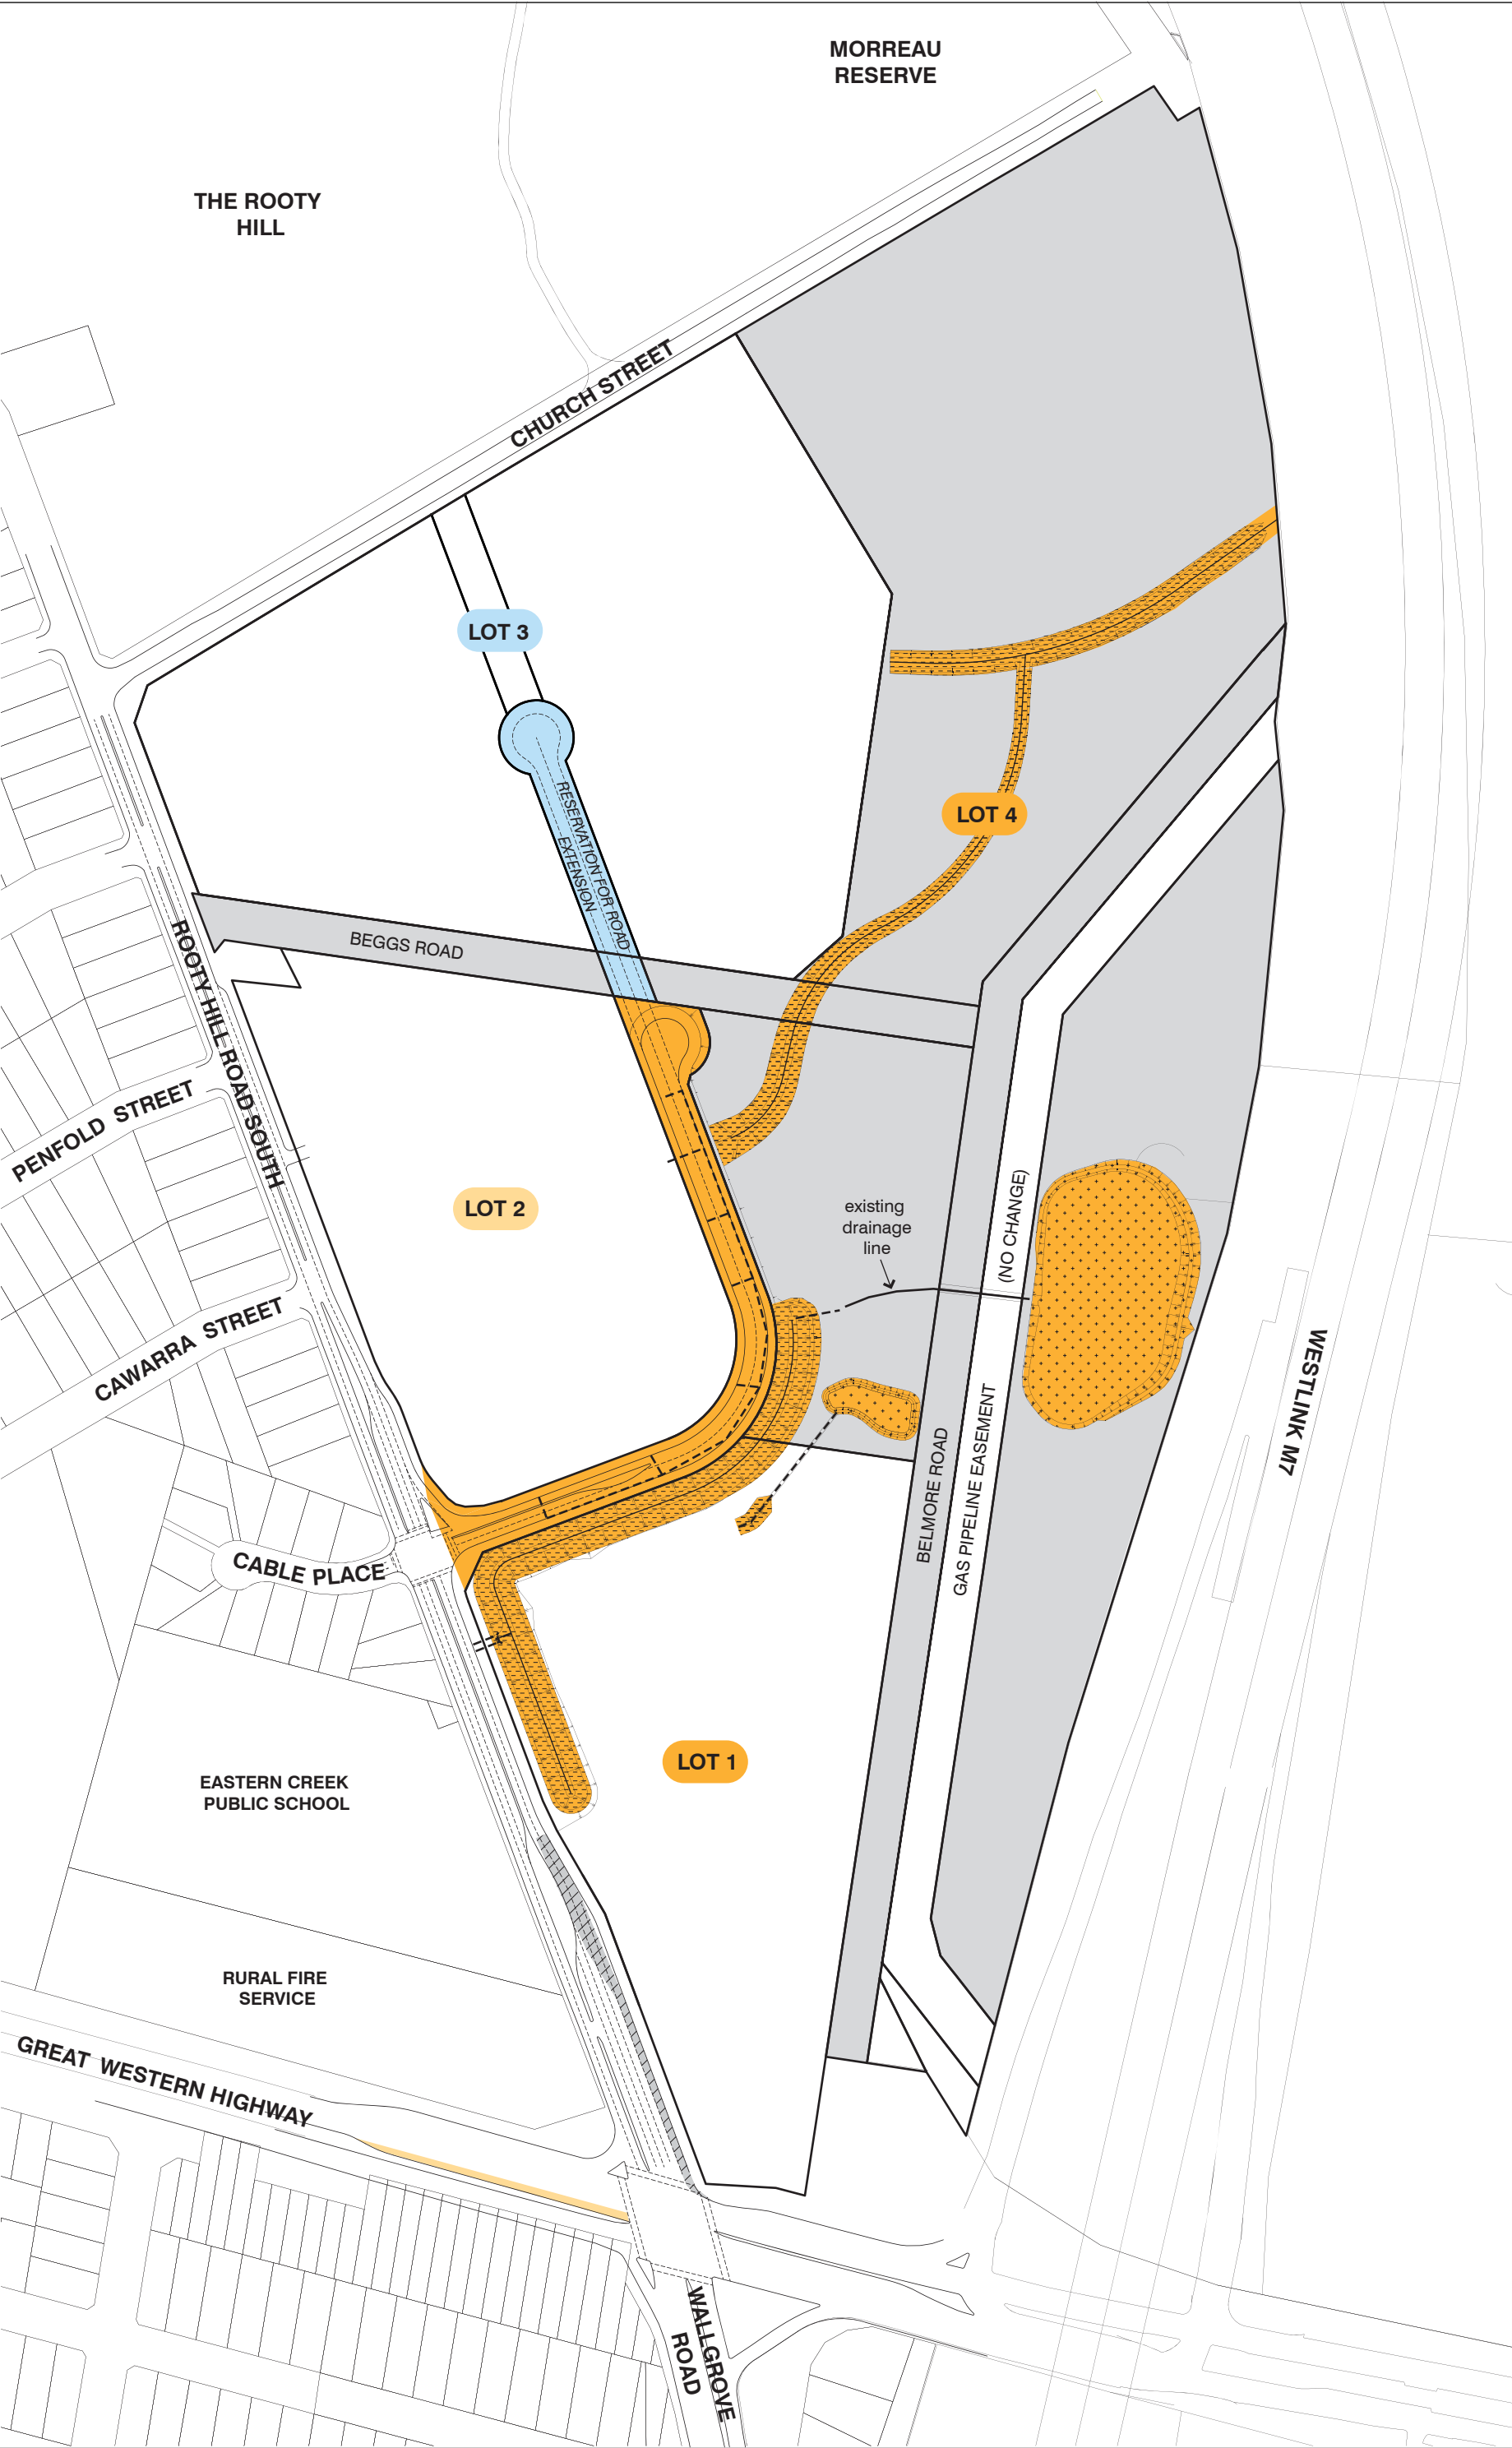 MORREAU
RESERVE
THE ROOTY
HILL
CHURCH STREET
LOT 3
RESERVATION FOR ROAD
EXTENSION
LOT 4
BEGGS ROAD
ROOTY HILL ROAD SOUTH
PENFOLD STREET
LOT 2
existing
drainage
line
(NO CHANGE)
CAWARRA STREET
WESTLINK M7
BELMORE ROAD
GAS PIPELINE EASEMENT
CABLE PLACE
LOT 1
EASTERN CREEK
PUBLIC SCHOOL
RURAL FIRE
SERVICE
GREAT WESTERN HIGHWAY
WALLGROVE
ROAD